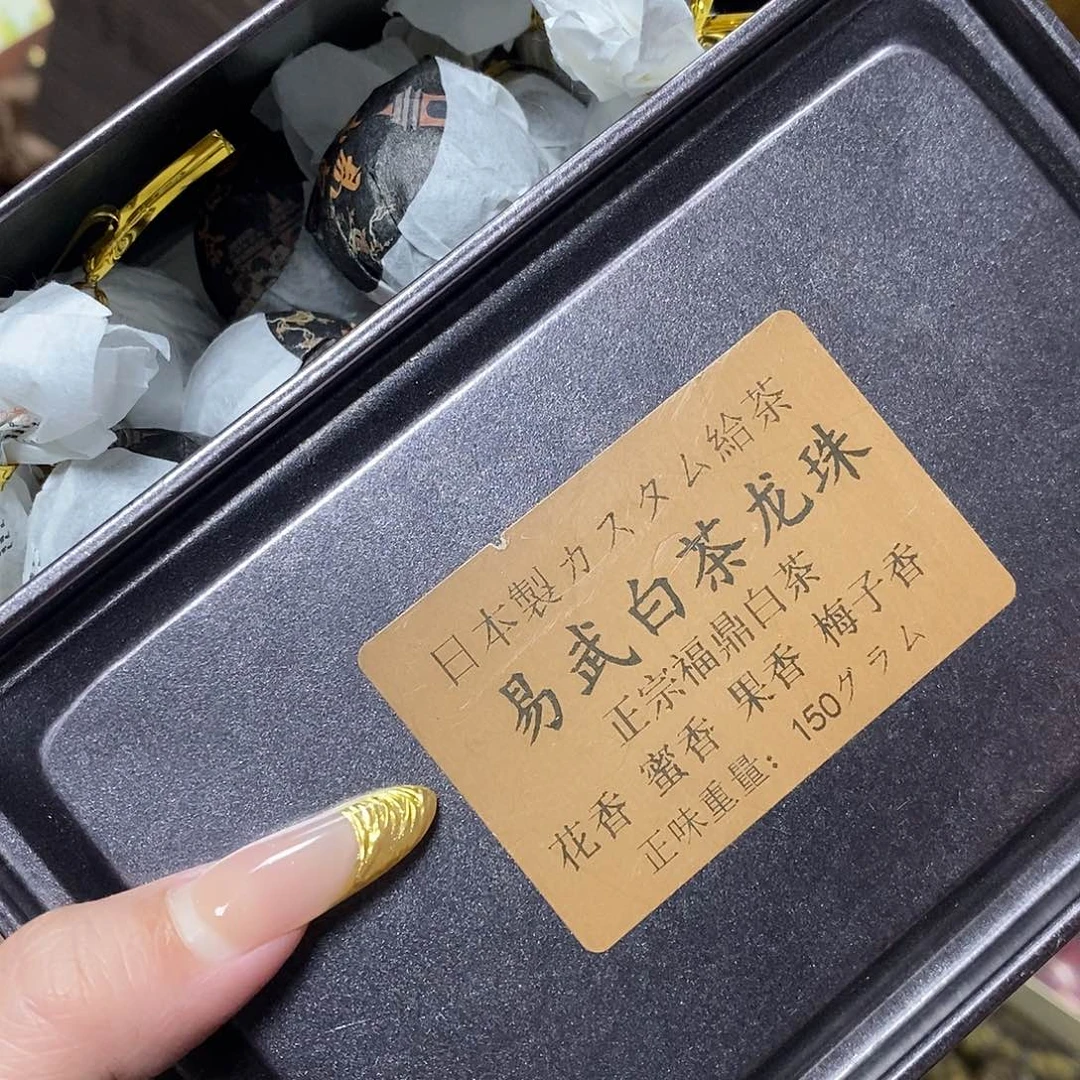 日本製カスタム給茶
易武白茶龙珠
正宗福鼎白茶
花香 蜜香 果香 梅子香
正味重量: 150グラム